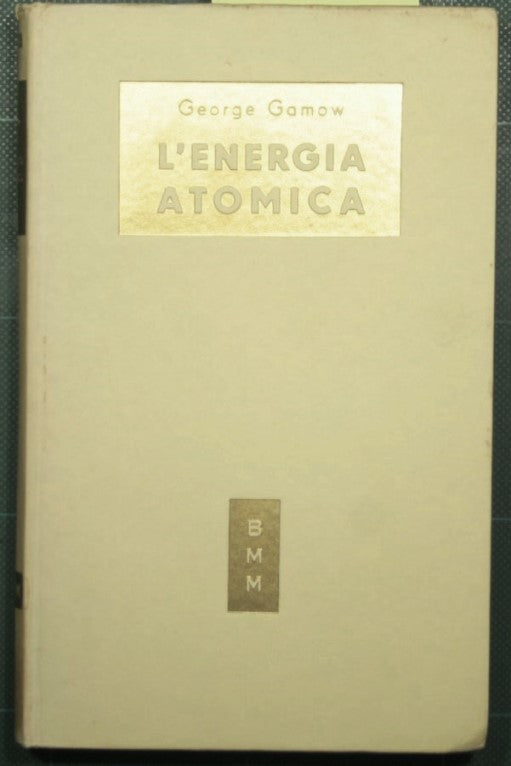 George Gamow
L'ENERGIA
ATOMICA
B
M
M